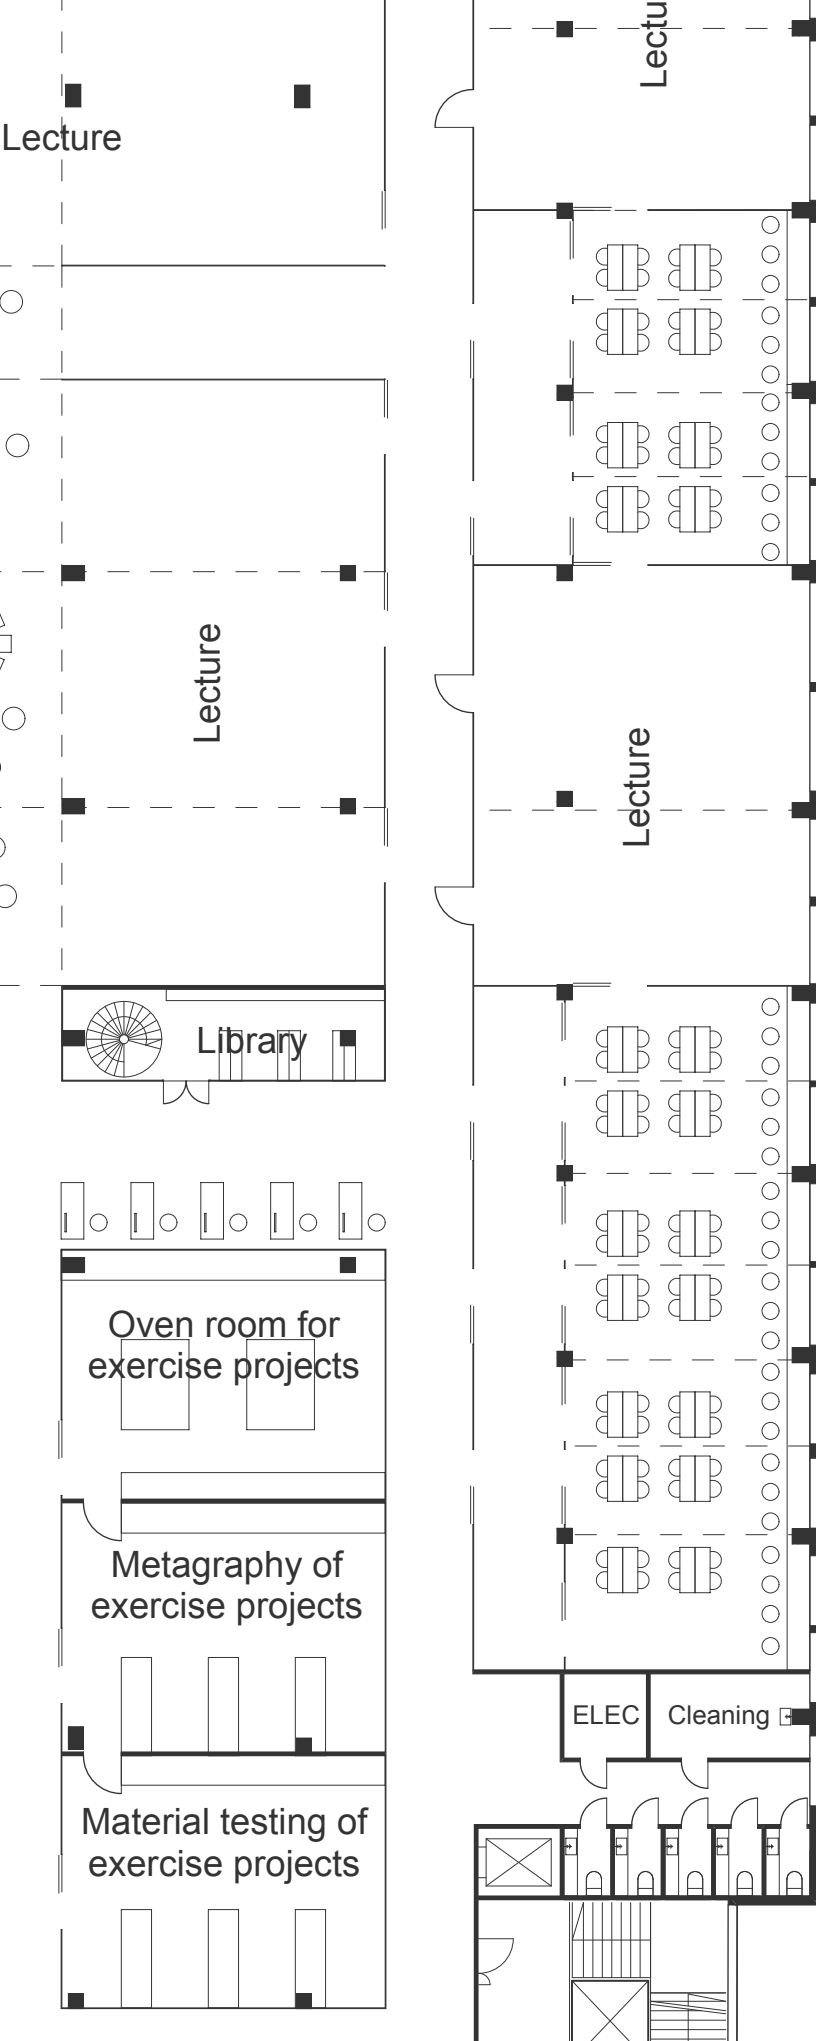 Lectu
Lecture
Lecture
Lecture
Library
Oven room for
exercise projects
Metagraphy of
exercise projects
ELEC
Cleaning
Material testing of
exercise projects